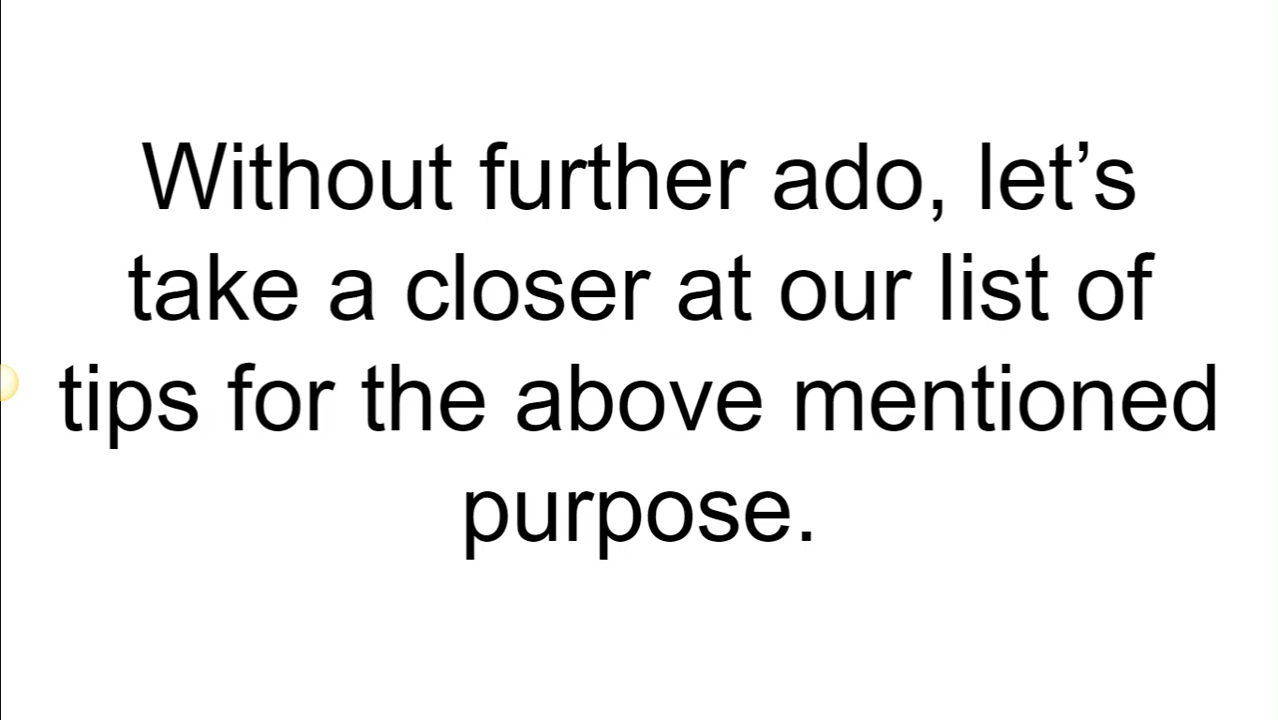 Without further ado, let’s
take a closer at our list of
tips for the above mentioned
purpose.